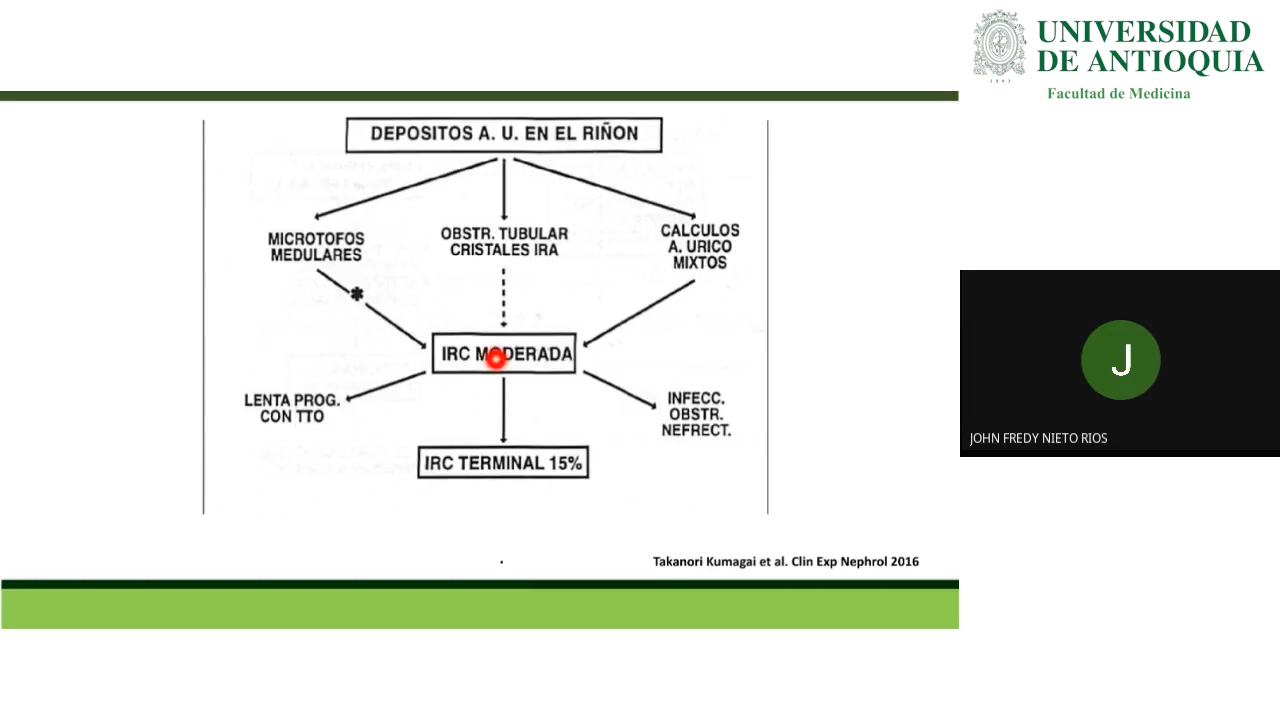 UNIVERSIDAD
DE ANTIOQUIA
1803
Facultad de Medicina
DEPOSITOS A. U. EN EL RIÑON
MICROTOFOS
MEDULARES
OBSTR. TUBULAR
CRISTALES IRA
CALCULOS
A. URICO
MIXTOS
*
IRC MODERADA
LENTA PROG.
CON TTO
INFECC.
OBSTR.
NEFRECT.
IRC TERMINAL 15%
.
Takanori Kumagai et al. Clin Exp Nephrol 2016
J
JOHN FREDY NIETO RIOS